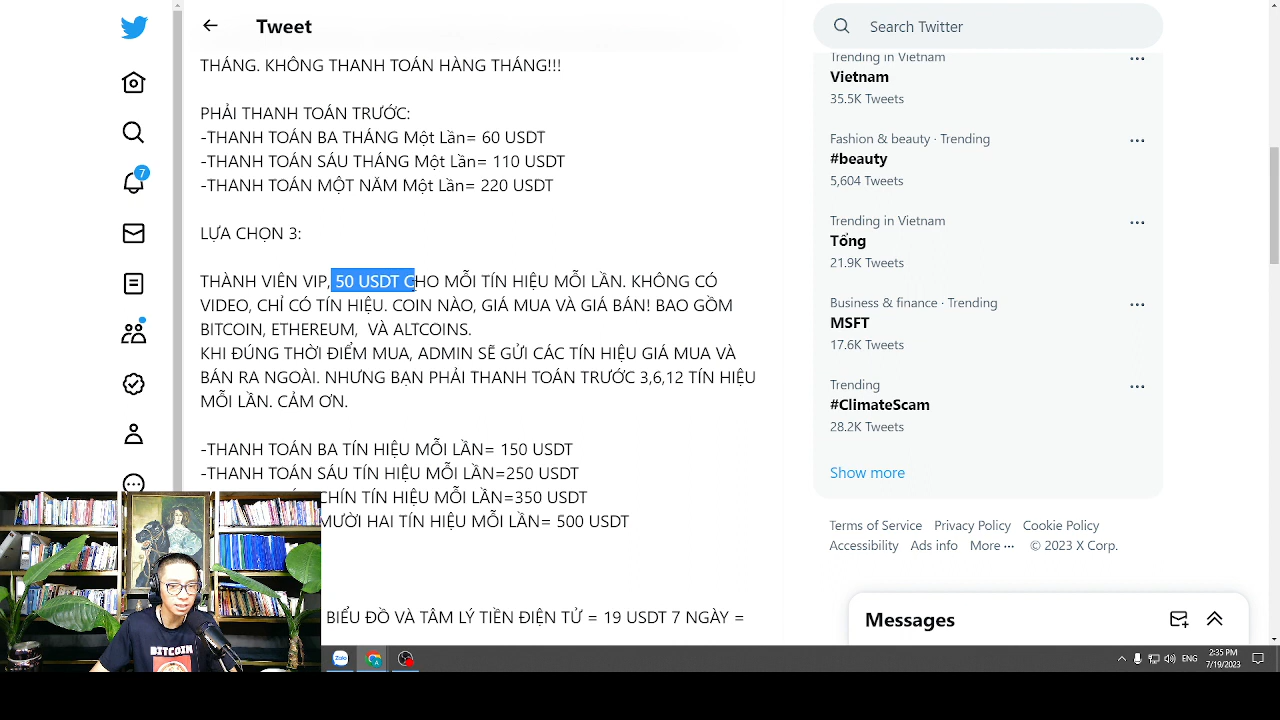 Tweet
THÁNG. KHÔNG THANH TOÁN HÀNG THÁNG!!!
PHẢI THANH TOÁN TRƯỚC:
-THANH TOÁN BA THÁNG Một Lần= 60 USDT
-THANH TOÁN SÁU THÁNG Một Lần= 110 USDT
-THANH TOÁN MỘT NĂM Một Lần= 220 USDT
LỰA CHỌN 3:
THÀNH VIÊN VIP, 50 USDT CHO MỖI TÍN HIỆU MỖI LẦN. KHÔNG CÓ
VIDEO, CHỈ CÓ TÍN HIỆU. COIN NÀO, GIÁ MUA VÀ GIÁ BÁN! BAO GỒM
BITCOIN, ETHEREUM,  VÀ ALTCOINS.
KHI ĐÚNG THỜI ĐIỂM MUA, ADMIN SẼ GỬI CÁC TÍN HIỆU GIÁ MUA VÀ
BÁN RA NGOÀI. NHƯNG BẠN PHẢI THANH TOÁN TRƯỚC 3,6,12 TÍN HIỆU
MỖI LẦN. CẢM ƠN.
-THANH TOÁN BA TÍN HIỆU MỖI LẦN= 150 USDT
-THANH TOÁN SÁU TÍN HIỆU MỖI LẦN=250 USDT
CHÍN TÍN HIỆU MỖI LẦN=350 USDT
MƯỜI HAI TÍN HIỆU MỖI LẦN= 500 USDT
BIỂU ĐỒ VÀ TÂM LÝ TIỀN ĐIỆN TỬ = 19 USDT 7 NGÀY =
7
BITCOIN
Search Twitter
Trending in Vietnam
Vietnam
35.5K Tweets
Fashion & beauty · Trending
#beauty
5,604 Tweets
Trending in Vietnam
Tổng
21.9K Tweets
Business & finance · Trending
MSFT
17.6K Tweets
Trending
#ClimateScam
28.2K Tweets
Show more
Terms of Service Privacy Policy Cookie Policy
Accessibility Ads info More ··· © 2023 X Corp.
Messages
Zalo
ENG
2:35 PM
7/19/2023